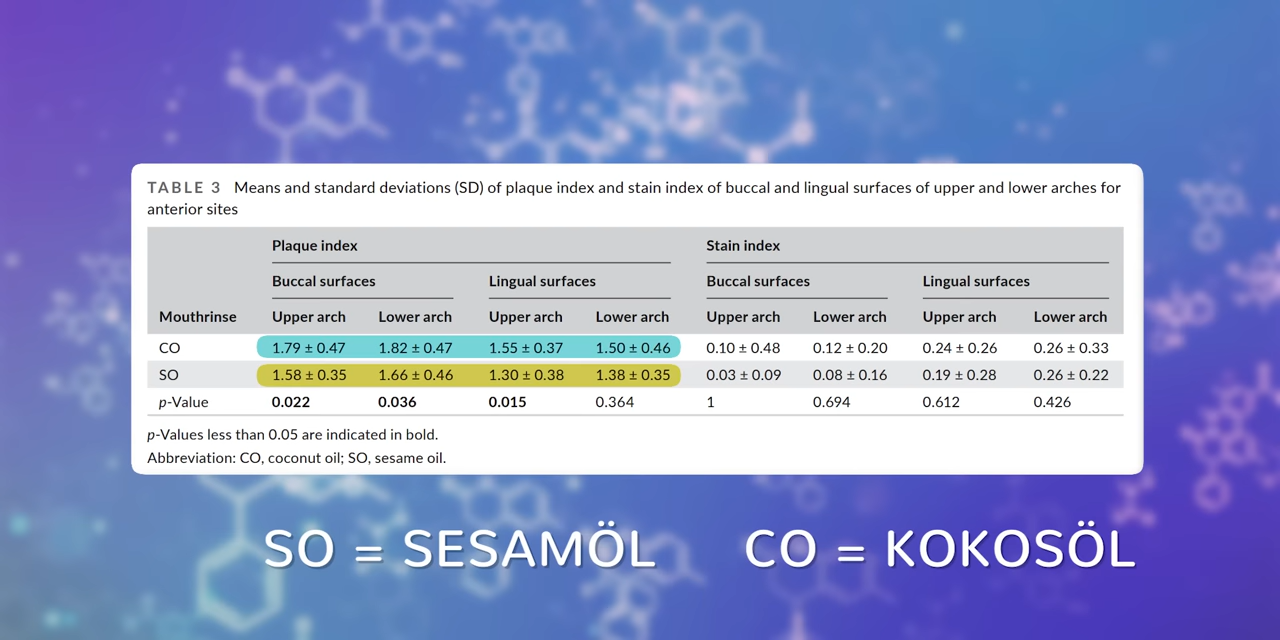 TABLE 3 Means and standard deviations (SD) of plaque index and stain index of buccal and lingual surfaces of upper and lower arches for
anterior sites
Plaque index Stain index
Buccal surfaces Lingual surfaces Buccal surfaces Lingual surfaces
Mouthrinse Upper arch Lower arch Upper arch Lower arch Upper arch Lower arch Upper arch Lower arch
CO 1.79 ± 0.47 1.82 ± 0.47 1.55 ± 0.37 1.50 ± 0.46 0.10 ± 0.48 0.12 ± 0.20 0.24 ± 0.26 0.26 ± 0.33
SO 1.58 ± 0.35 1.66 ± 0.46 1.30 ± 0.38 1.38 ± 0.35 0.03 ± 0.09 0.08 ± 0.16 0.19 ± 0.28 0.26 ± 0.22
p-Value 0.022 0.036 0.015 0.364 1 0.694 0.612 0.426
p-Values less than 0.05 are indicated in bold.
Abbreviation: CO, coconut oil; SO, sesame oil.
SO = SESAMÖL CO = KOKOSÖL